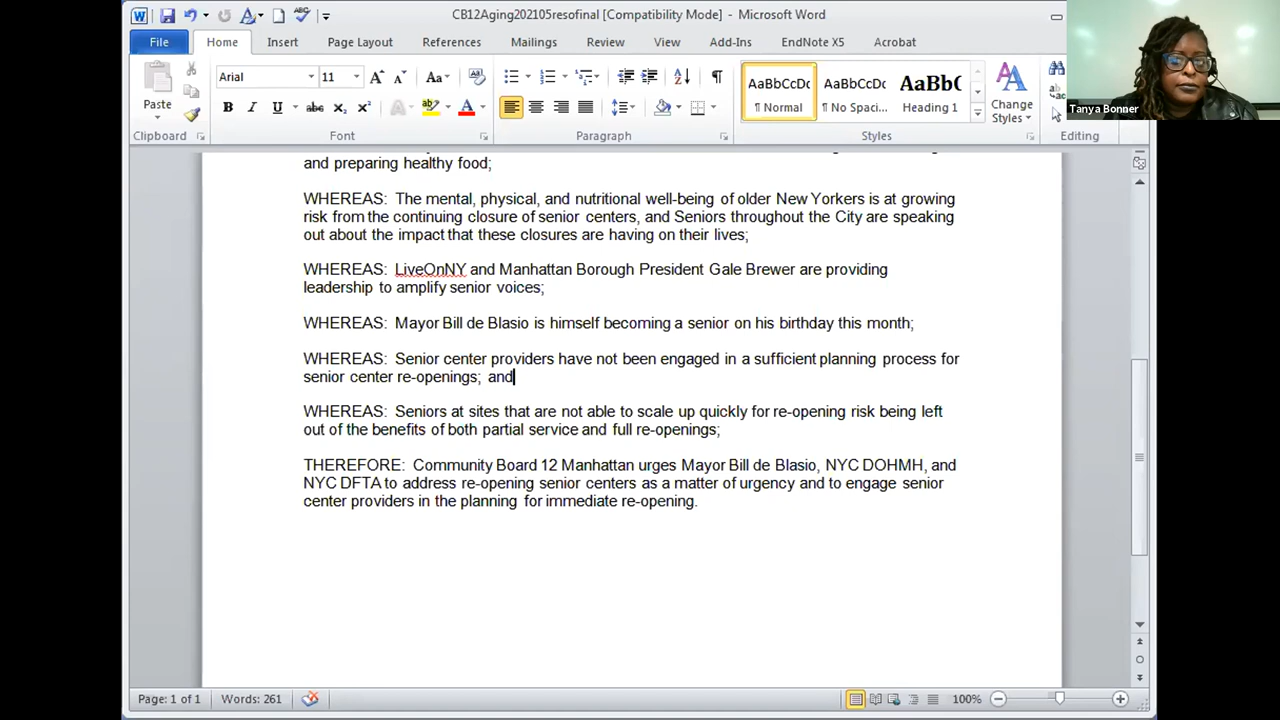 CB12Aging202105resofinal [Compatibility Mode] - Microsoft Word
File Home Insert Page Layout References Mailings Review View Add-Ins EndNote X5 Acrobat
Paste
Arial 11
Aa
B I U abc X₂ X²
AaBbCcDc AaBbCcDc AaBbC
¶ Normal ¶ No Spaci... Heading 1
Change
Styles
Clipboard Font Paragraph Styles Editing
Tanya Bonner
and preparing healthy food;
WHEREAS: The mental, physical, and nutritional well-being of older New Yorkers is at growing
risk from the continuing closure of senior centers, and Seniors throughout the City are speaking
out about the impact that these closures are having on their lives;
WHEREAS: LiveOnNY and Manhattan Borough President Gale Brewer are providing
leadership to amplify senior voices;
WHEREAS: Mayor Bill de Blasio is himself becoming a senior on his birthday this month;
WHEREAS: Senior center providers have not been engaged in a sufficient planning process for
senior center re-openings; and
WHEREAS: Seniors at sites that are not able to scale up quickly for re-opening risk being left
out of the benefits of both partial service and full re-openings;
THEREFORE: Community Board 12 Manhattan urges Mayor Bill de Blasio, NYC DOHMH, and
NYC DFTA to address re-opening senior centers as a matter of urgency and to engage senior
center providers in the planning for immediate re-opening.
Page: 1 of 1 Words: 261 100%